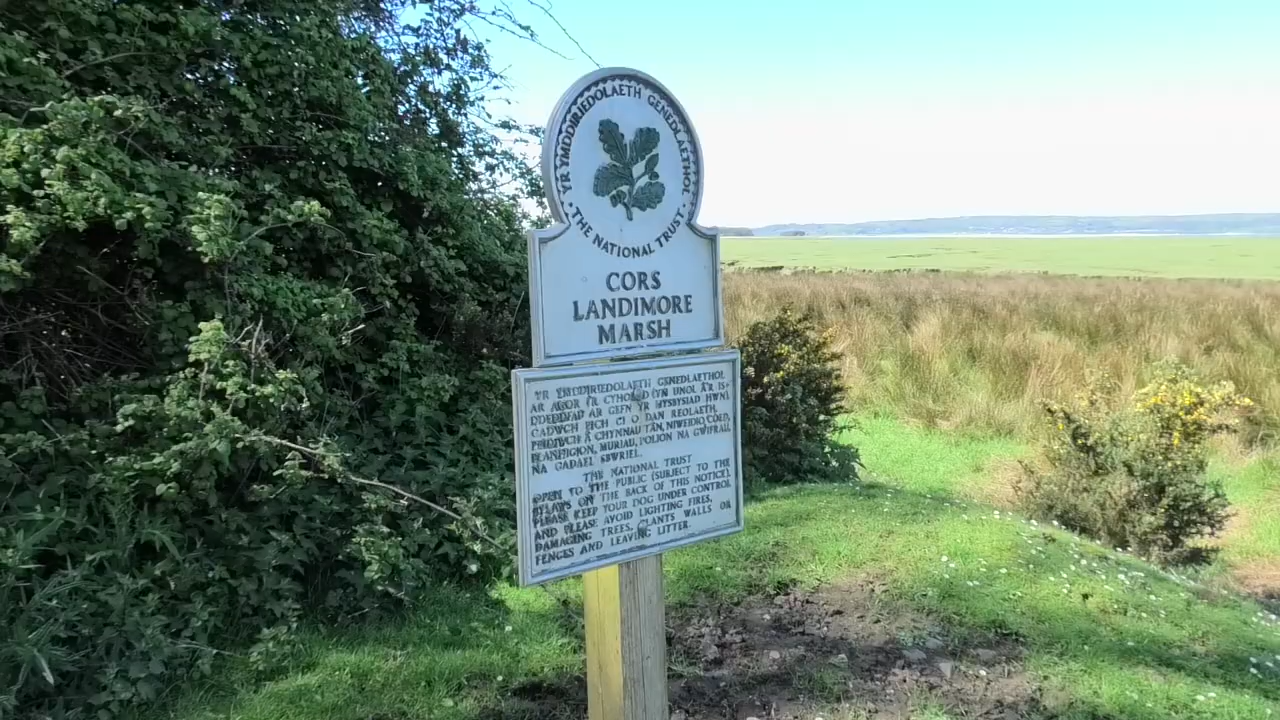 YR YMDDIRIEDOLAETH GENEDLAETHOL
· THE NATIONAL TRUST ·
CORS
LANDIMORE
MARSH
YR YMDDIRIEDOLAETH GENEDLAETHOL
AR AGOR I'R CYHOEDD (YN UNOL Â'R IS-
DDEDDFAU AR GEFN YR HYSBYSIAD HWN)
CADWCH EICH CI O DAN REOLAETH,
PEIDIWCH Â CHYNNAU TÂN, NIWEIDIO COED,
PLANHIGION, MURIAU, POLION NA GWIFRAU,
NA GADAEL SBWRIEL.
THE NATIONAL TRUST
OPEN TO THE PUBLIC (SUBJECT TO THE
BYLAWS ON THE BACK OF THIS NOTICE).
PLEASE KEEP YOUR DOG UNDER CONTROL
AND PLEASE AVOID LIGHTING FIRES,
DAMAGING TREES, PLANTS WALLS OR
FENCES AND LEAVING LITTER.